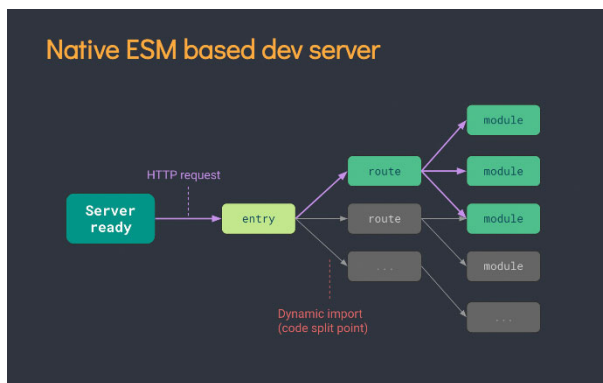 Native ESM based dev server
module
HTTP request
route
module
Server
ready
entry
route
module
...
module
Dynamic import
(code split point)
...